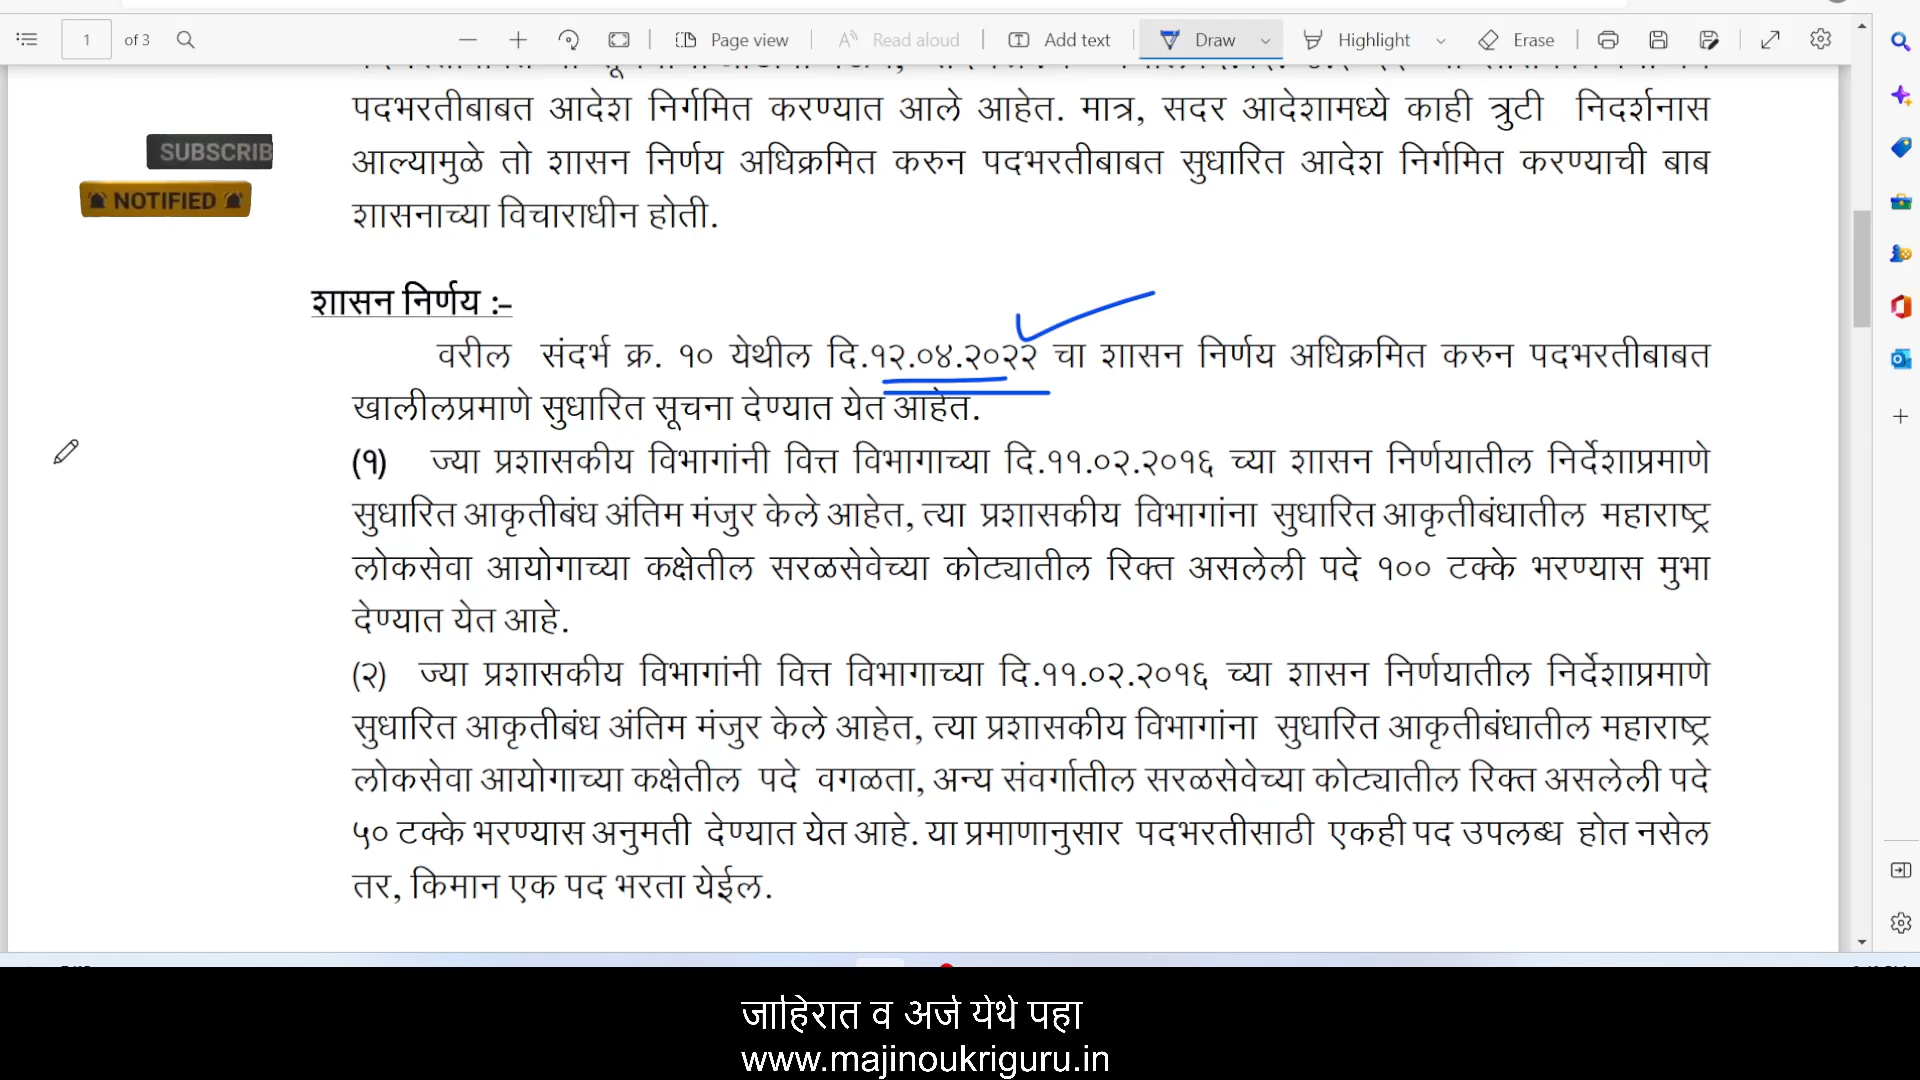 1 of 3 Page view Read aloud Add text Draw Highlight Erase
पदभरतीबाबत आदेश निर्गमित करण्यात आले आहेत. मात्र, सदर आदेशामध्ये काही त्रुटी निदर्शनास
SUBSCRIB
आल्यामुळे तो शासन निर्णय अधिक्रमित करुन पदभरतीबाबत सुधारित आदेश निर्गमित करण्याची बाब
NOTIFIED
शासनाच्या विचाराधीन होती.
शासन निर्णय :-
वरील संदर्भ क्र. १० येथील दि.१२.०४.२०२२ चा शासन निर्णय अधिक्रमित करुन पदभरतीबाबत
खालीलप्रमाणे सुधारित सूचना देण्यात येत आहेत.
(१) ज्या प्रशासकीय विभागांनी वित्त विभागाच्या दि.११.०२.२०१६ च्या शासन निर्णयातील निर्देशाप्रमाणे
सुधारित आकृतीबंध अंतिम मंजुर केले आहेत, त्या प्रशासकीय विभागांना सुधारित आकृतीबंधातील महाराष्ट्र
लोकसेवा आयोगाच्या कक्षेतील सरळसेवेच्या कोट्यातील रिक्त असलेली पदे १०० टक्के भरण्यास मुभा
देण्यात येत आहे.
(२) ज्या प्रशासकीय विभागांनी वित्त विभागाच्या दि.११.०२.२०१६ च्या शासन निर्णयातील निर्देशाप्रमाणे
सुधारित आकृतीबंध अंतिम मंजुर केले आहेत, त्या प्रशासकीय विभागांना सुधारित आकृतीबंधातील महाराष्ट्र
लोकसेवा आयोगाच्या कक्षेतील पदे वगळता, अन्य संवर्गातील सरळसेवेच्या कोट्यातील रिक्त असलेली पदे
५० टक्के भरण्यास अनुमती देण्यात येत आहे. या प्रमाणानुसार पदभरतीसाठी एकही पद उपलब्ध होत नसेल
तर, किमान एक पद भरता येईल.
जाहिरात व अर्ज येथे पहा
www.majinoukriguru.in